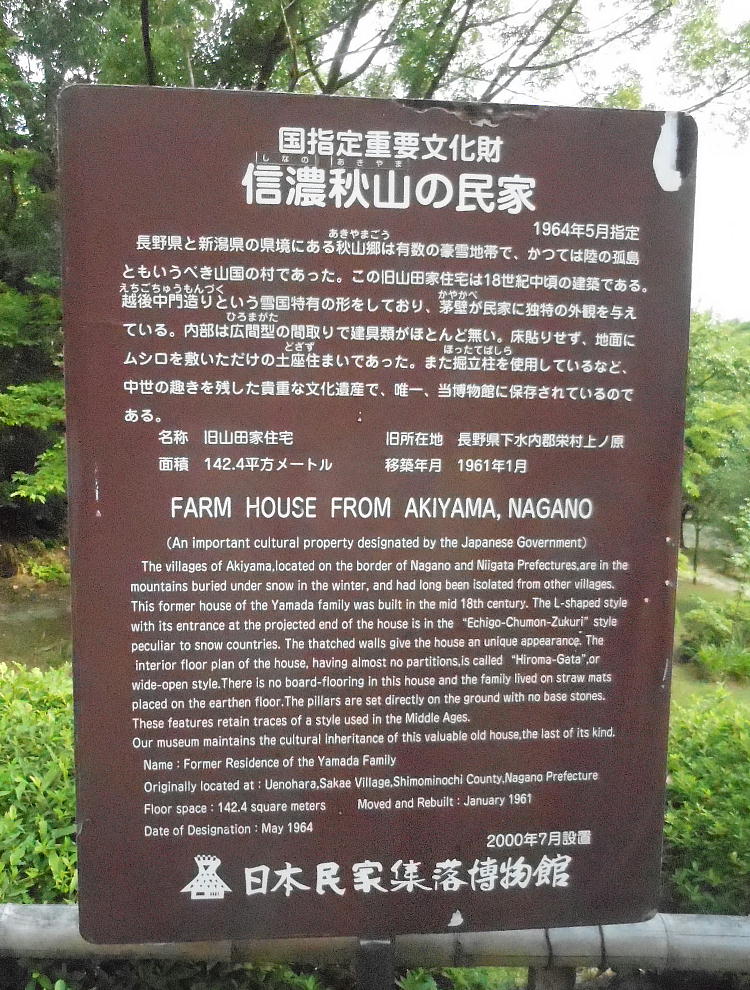 国指定重要文化財
しなの あきやま
信濃秋山の民家
1964年5月指定
あきやまごう
長野県と新潟県の県境にある秋山郷は有数の豪雪地帯で、かつては陸の孤島
ともいうべき山国の村であった。この旧山田家住宅は18世紀中頃の建築である。
えちごちゅうもんづく かやかべ
越後中門造りという雪国特有の形をしており、茅壁が民家に独特の外観を与え
ひろまがた
ている。内部は広間型の間取りで建具類がほとんど無い。床貼りせず、地面に
どざず ほったてばしら
ムシロを敷いただけの土座住まいであった。また掘立柱を使用しているなど、
中世の趣きを残した貴重な文化遺産で、唯一、当博物館に保存されているので
ある。
名称 旧山田家住宅 旧所在地 長野県下水内郡栄村上ノ原
面積 142.4平方メートル 移築年月 1961年1月
FARM HOUSE FROM AKIYAMA, NAGANO
(An important cultural property designated by the Japanese Government)
The villages of Akiyama,located on the border of Nagano and Niigata Prefectures,are in the
mountains buried under snow in the winter, and had long been isolated from other villages.
This former house of the Yamada family was built in the mid 18th century. The L-shaped style
with its entrance at the projected end of the house is in the "Echigo-Chumon-Zukuri" style
peculiar to snow countries. The thatched walls give the house an unique appearance. The
interior floor plan of the house, having almost no partitions,is called "Hiroma-Gata",or
wide-open style.There is no board-flooring in this house and the family lived on straw mats
placed on the earthen floor.The pillars are set directly on the ground with no base stones.
These features retain traces of a style used in the Middle Ages.
Our museum maintains the cultural inheritance of this valuable old house,the last of its kind.
Name : Former Residence of the Yamada Family
Originally located at : Uenohara,Sakae Village,Shimominochi County,Nagano Prefecture
Floor space : 142.4 square meters Moved and Rebuilt : January 1961
Date of Designation : May 1964
2000年7月設置
日本民家集落博物館